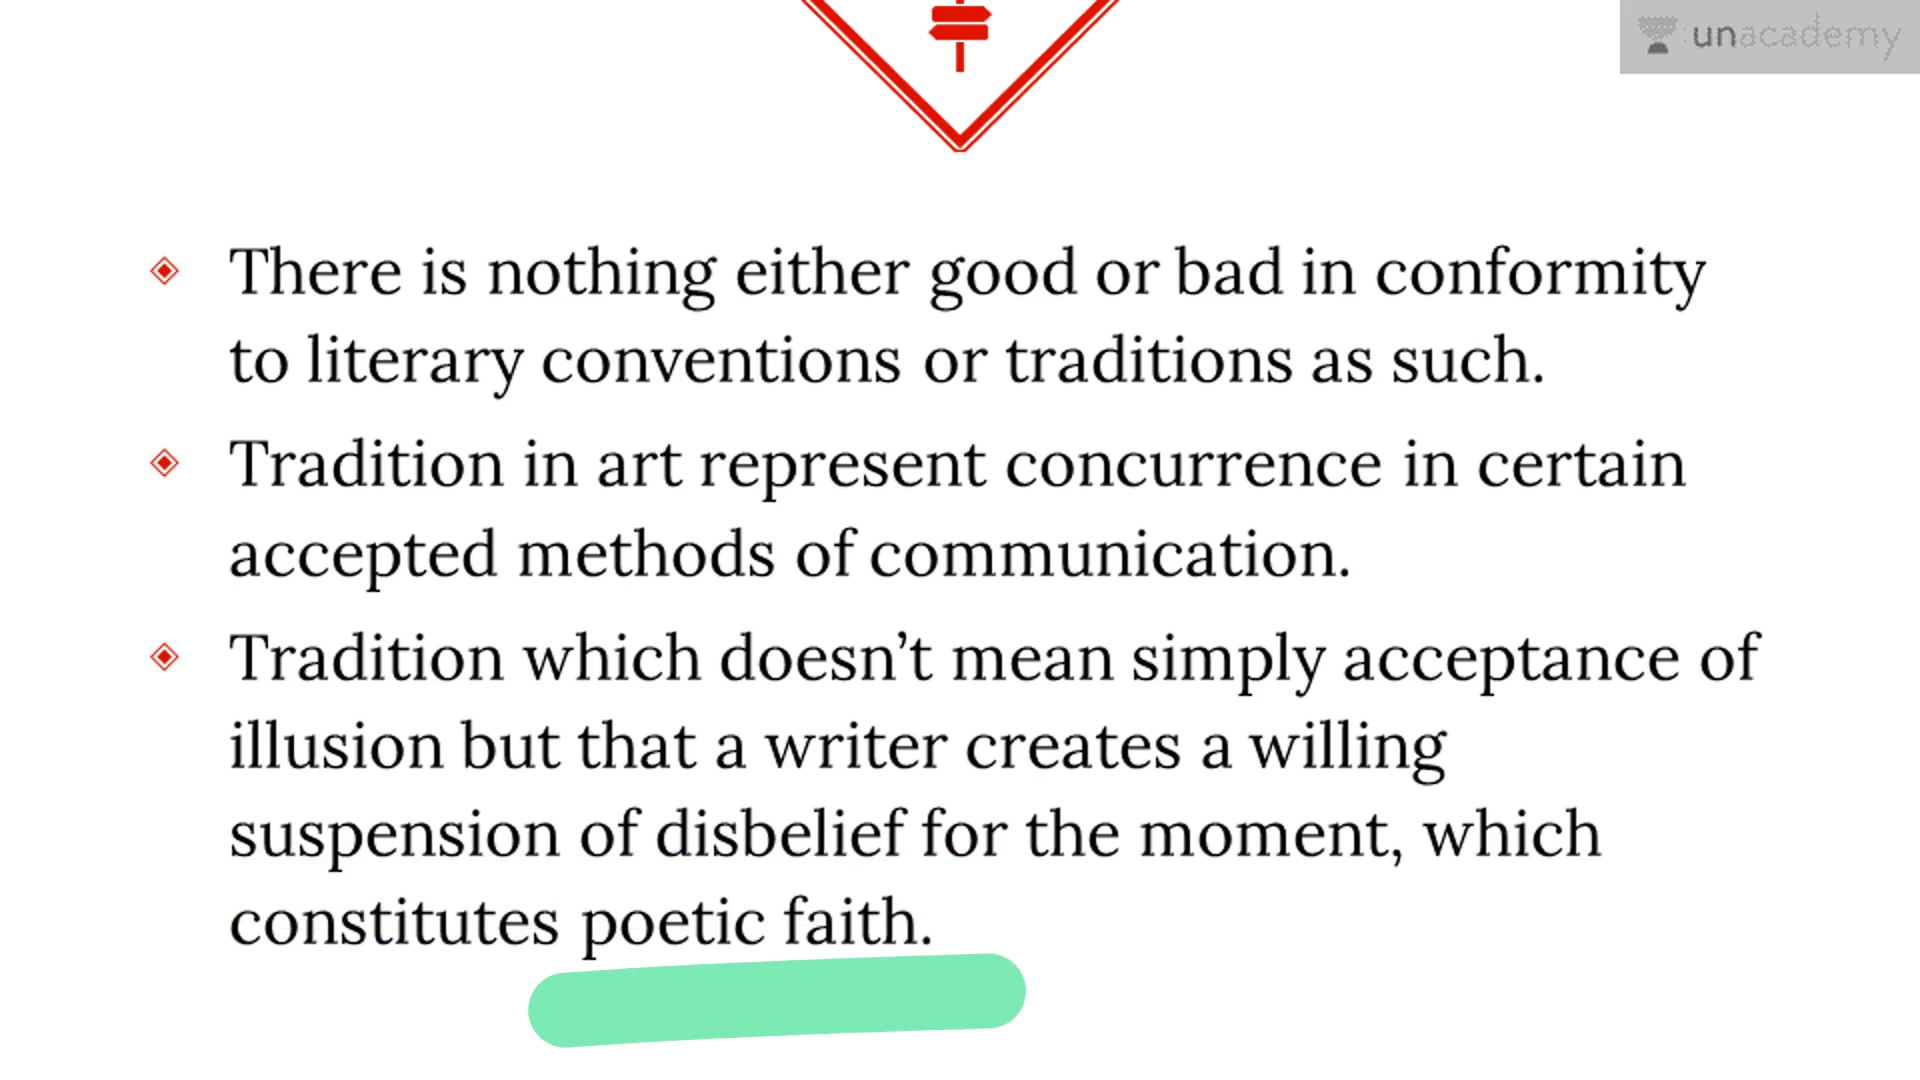 unacademy
There is nothing either good or bad in conformity
to literary conventions or traditions as such.
Tradition in art represent concurrence in certain
accepted methods of communication.
Tradition which doesn’t mean simply acceptance of
illusion but that a writer creates a willing
suspension of disbelief for the moment, which
constitutes poetic faith.